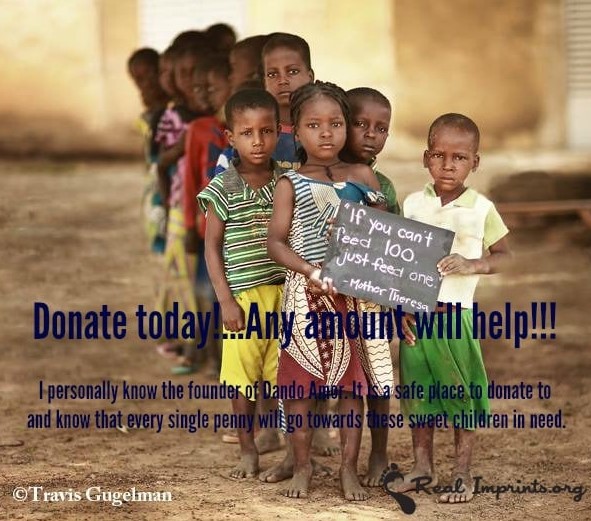 "If you can't
feed 100.
just feed one."
-Mother Theresa
Donate today!...Any amount will help!!!
I personally know the founder of Dando Amor. It is a safe place to donate to
and know that every single penny will go towards these sweet children in need.
©Travis Gugelman
Real Imprints.org